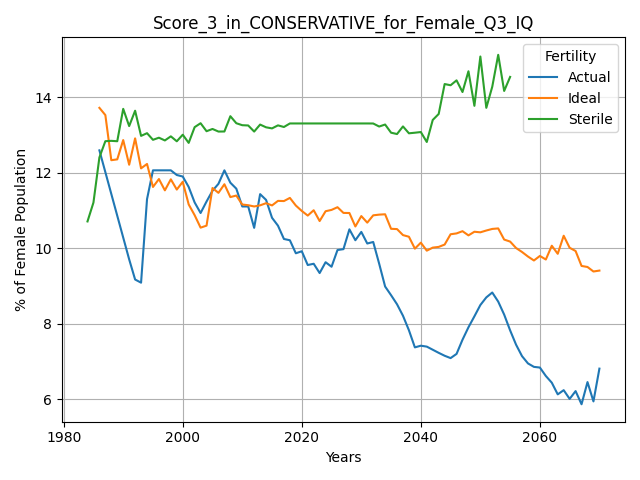 Score_3_in_CONSERVATIVE_for_Female_Q3_IQ
Fertility
Actual
Ideal
Sterile
% of Female Population
14
12
10
8
6
1980
2000
2020
2040
2060
Years